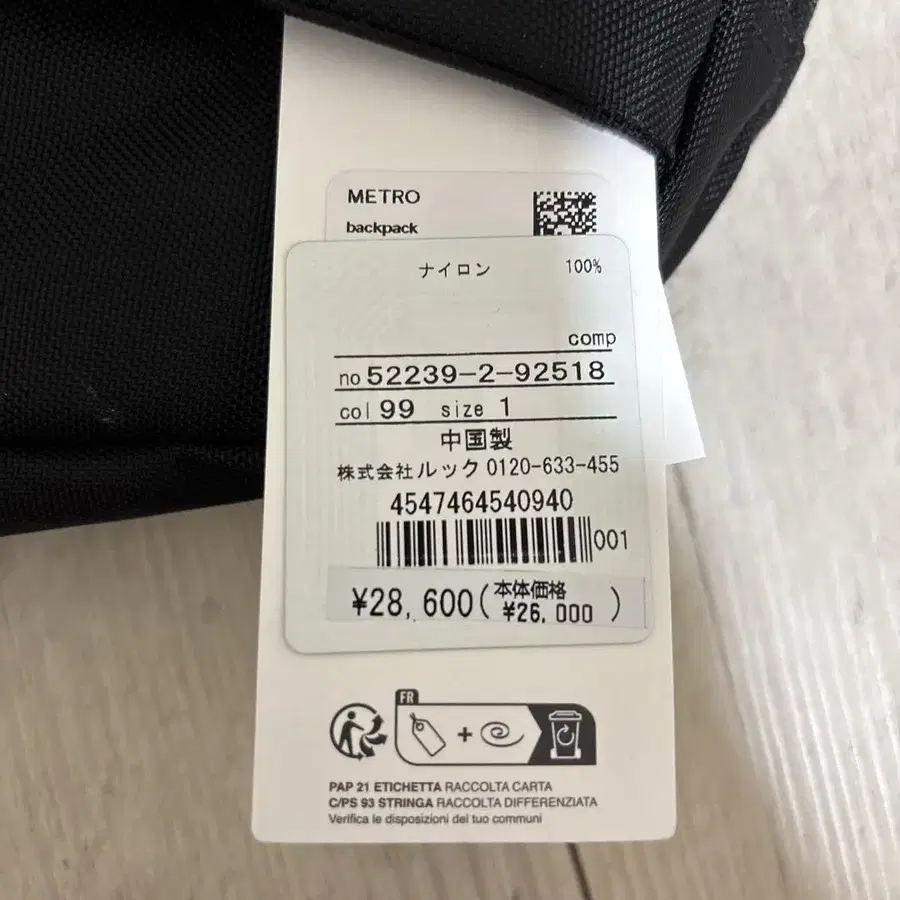 METRO
backpack
ナイロン 100%
comp
no 52239-2-92518
col 99 size 1
中国製
株式会社ルック 0120-633-455
4547464540940
001
¥28,600(本体価格 ¥26,000 )
FR
+
PAP 21 ETICHETTA RACCOLTA CARTA
C/PS 93 STRINGA RACCOLTA DIFFERENZIATA
Verifica le disposizioni del tuo comuni